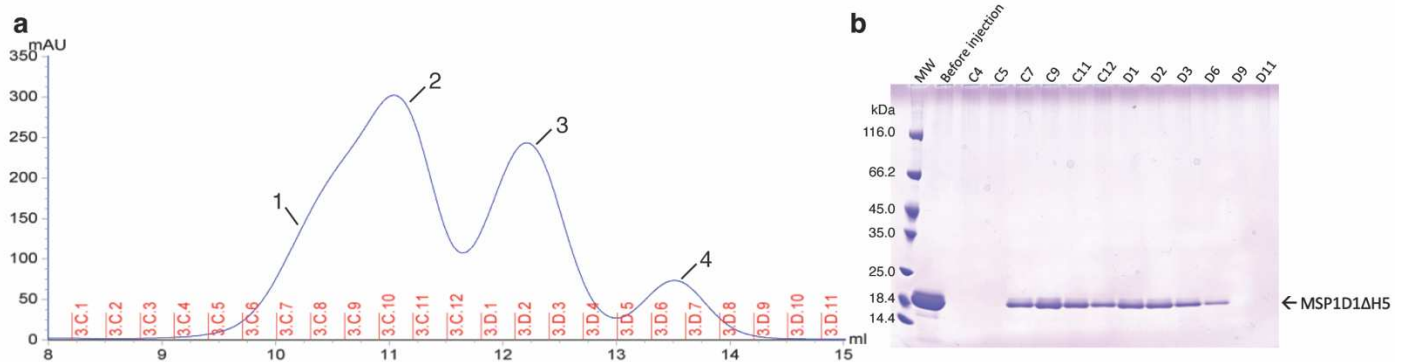 a
mAU
350
300
250
200
150
100
50
0
1
2
3
4
3.C.1 3.C.2 3.C.3 3.C.4 3.C.5 3.C.6 3.C.7 3.C.8 3.C.9 3.C.10 3.C.11 3.C.12 3.D.1 3.D.2 3.D.3 3.D.4 3.D.5 3.D.6 3.D.7 3.D.8 3.D.9 3.D.10 3.D.11
ml
8 9 10 11 12 13 14 15
b
MW Before injection C4 C5 C7 C9 C11 C12 D1 D2 D3 D6 D9 D11
kDa
116.0
66.2
45.0
35.0
25.0
18.4
14.4
← MSP1D1ΔH5